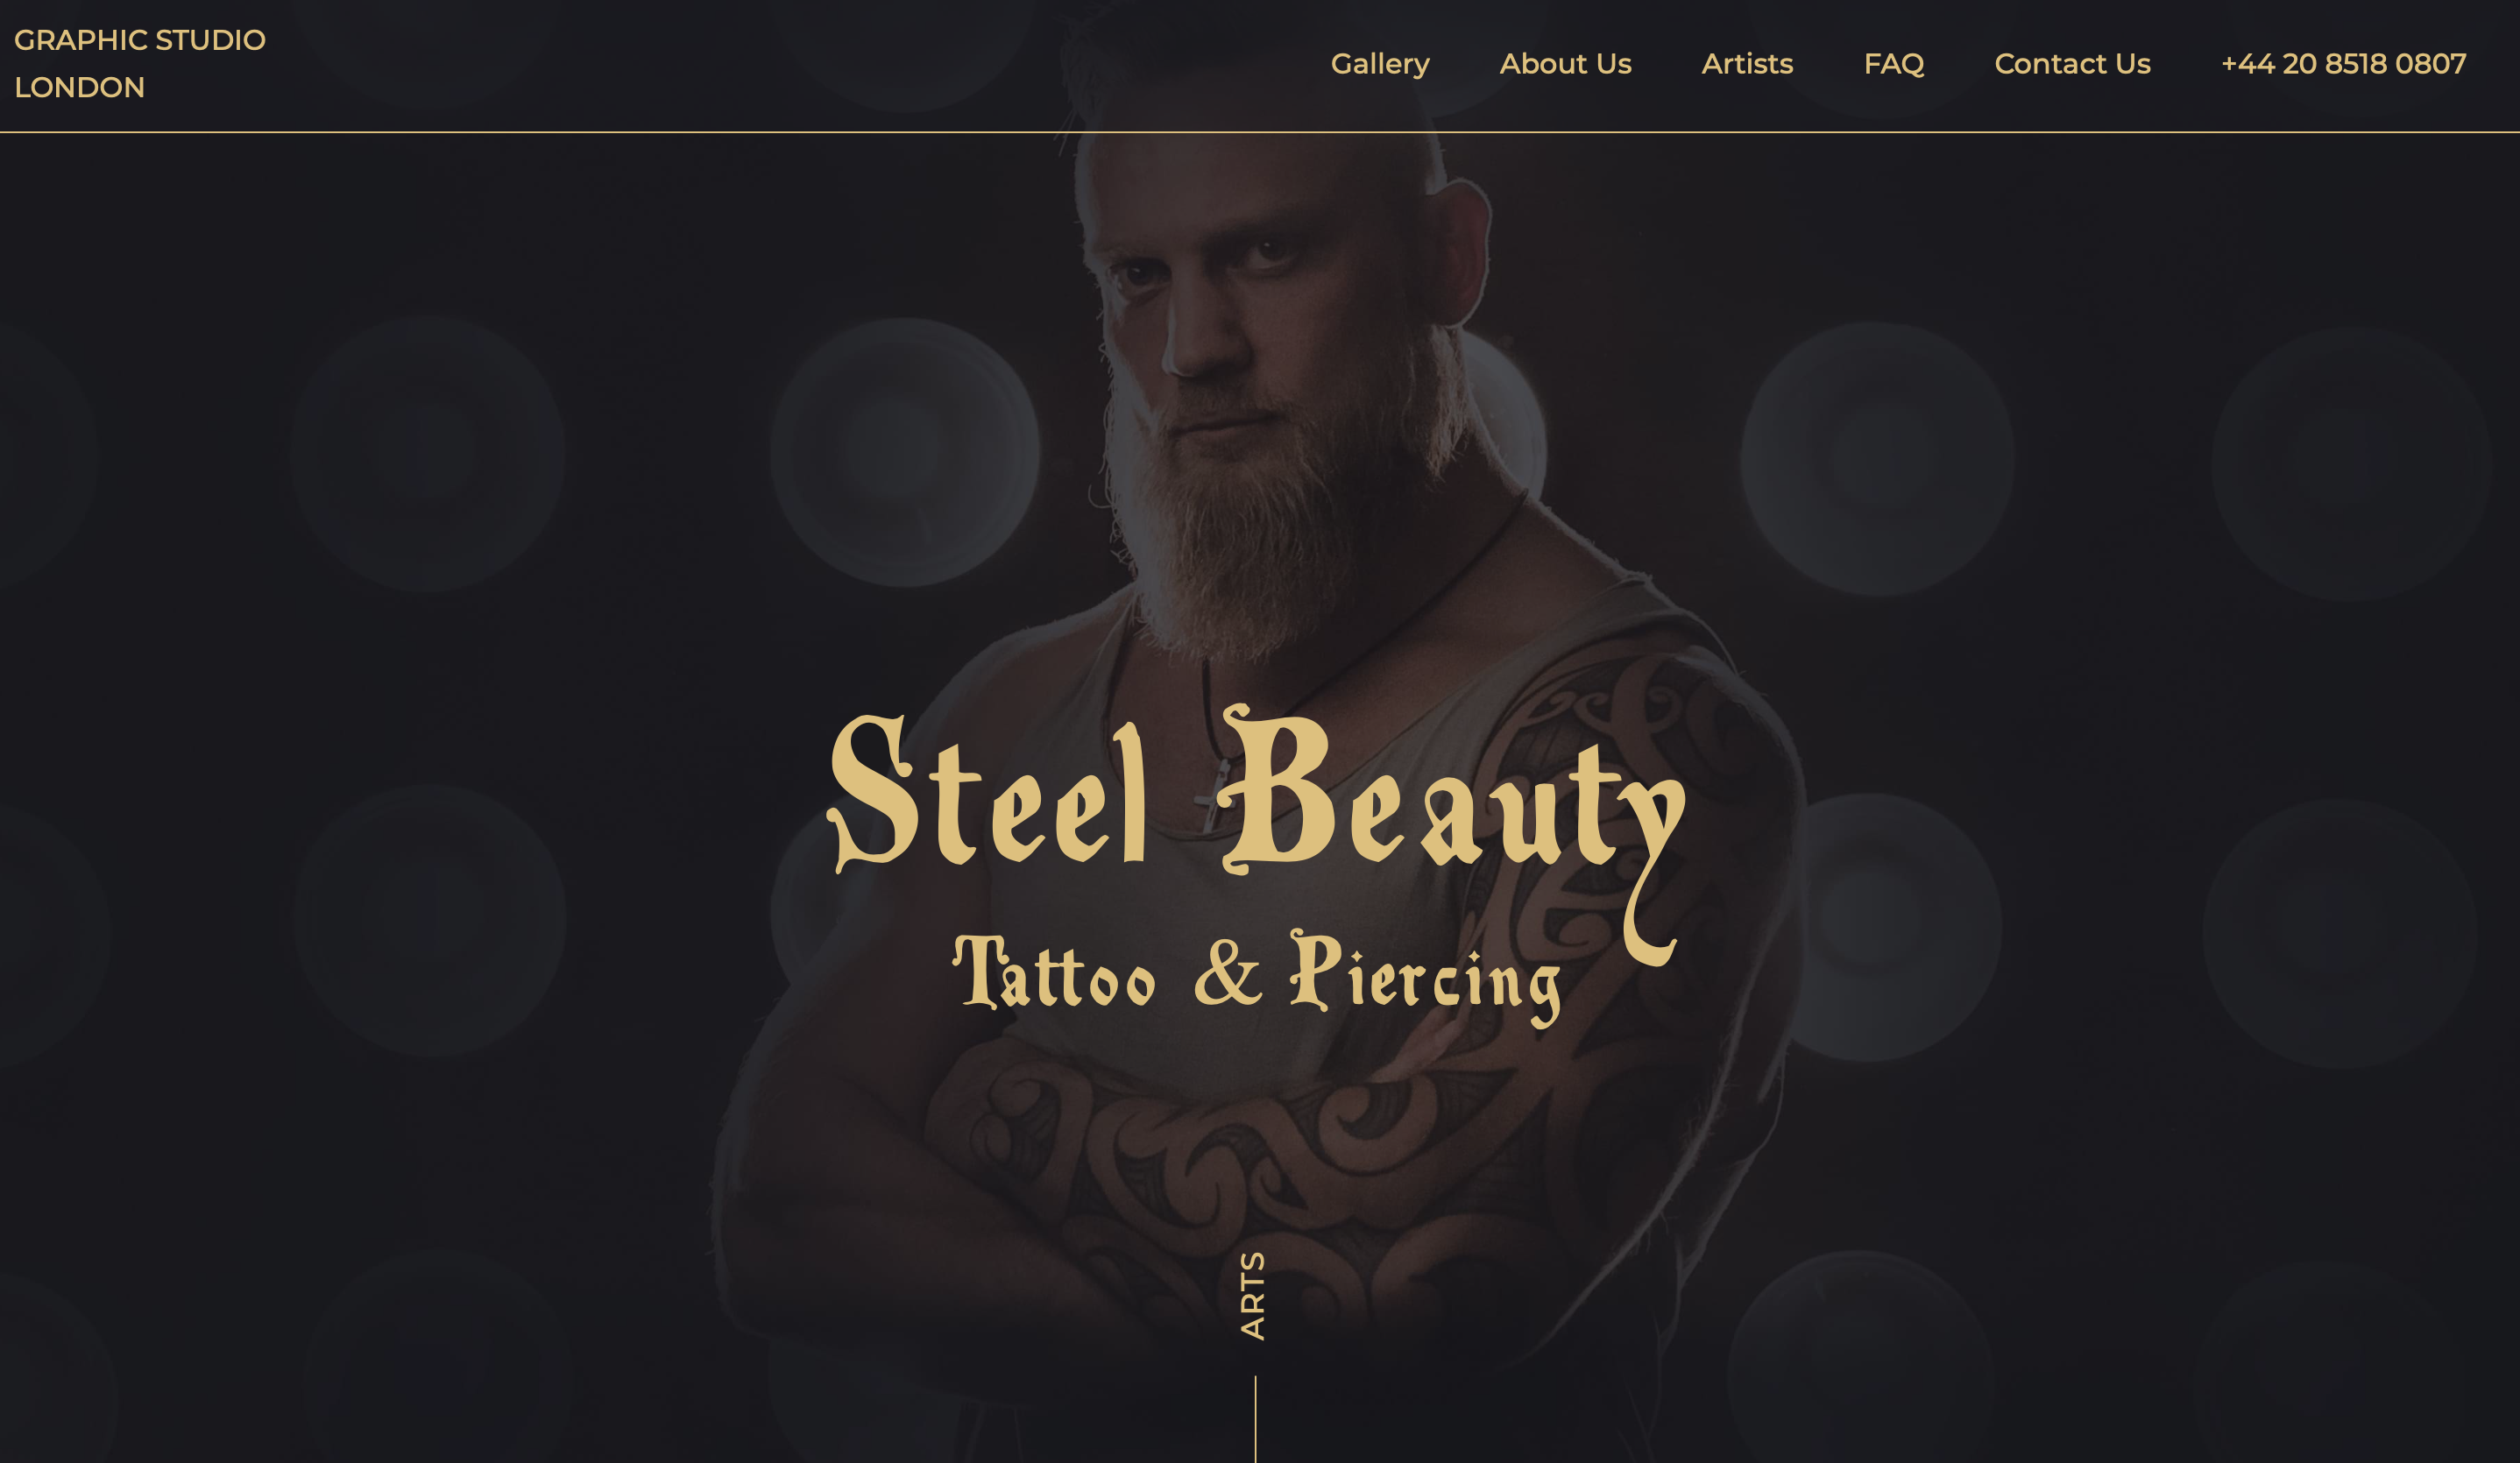 GRAPHIC STUDIO
LONDON
Gallery About Us Artists FAQ Contact Us +44 20 8518 0807
Steel Beauty
Tattoo & Piercing
ARTS